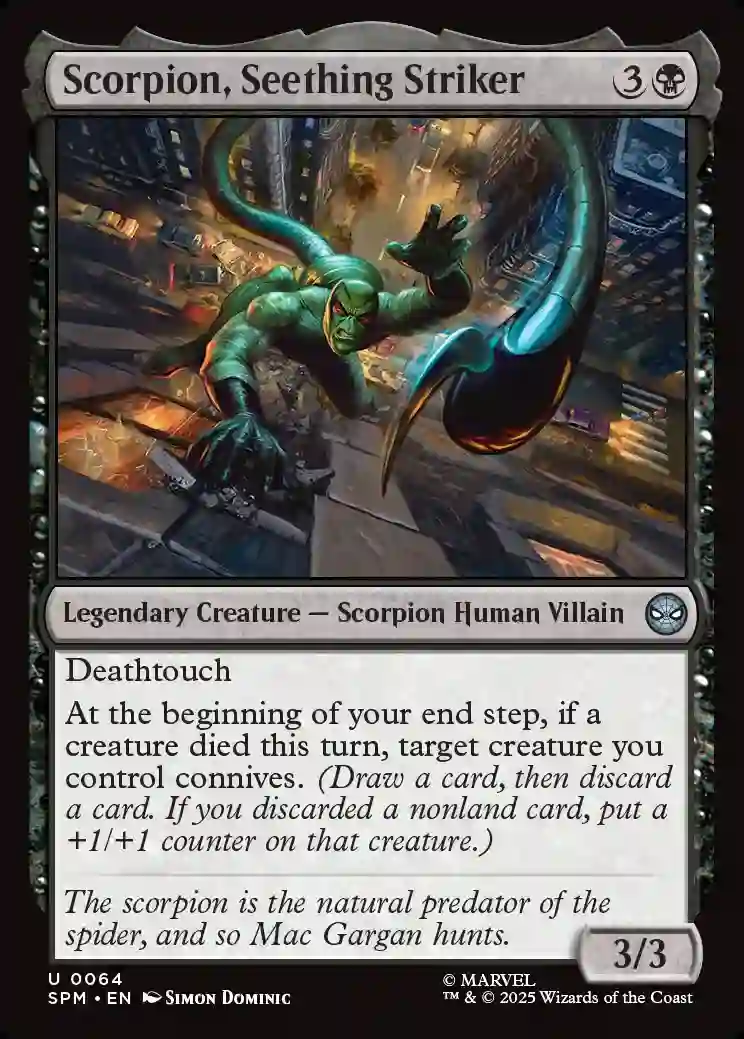 Scorpion, Seething Striker 3
Legendary Creature — Scorpion Human Villain
Deathtouch
At the beginning of your end step, if a
creature died this turn, target creature you
control connives. (Draw a card, then discard
a card. If you discarded a nonland card, put a
+1/+1 counter on that creature.)
The scorpion is the natural predator of the
spider, and so Mac Gargan hunts.
3/3
U 0064
SPM • EN Simon Dominic
© MARVEL
™ & © 2025 Wizards of the Coast